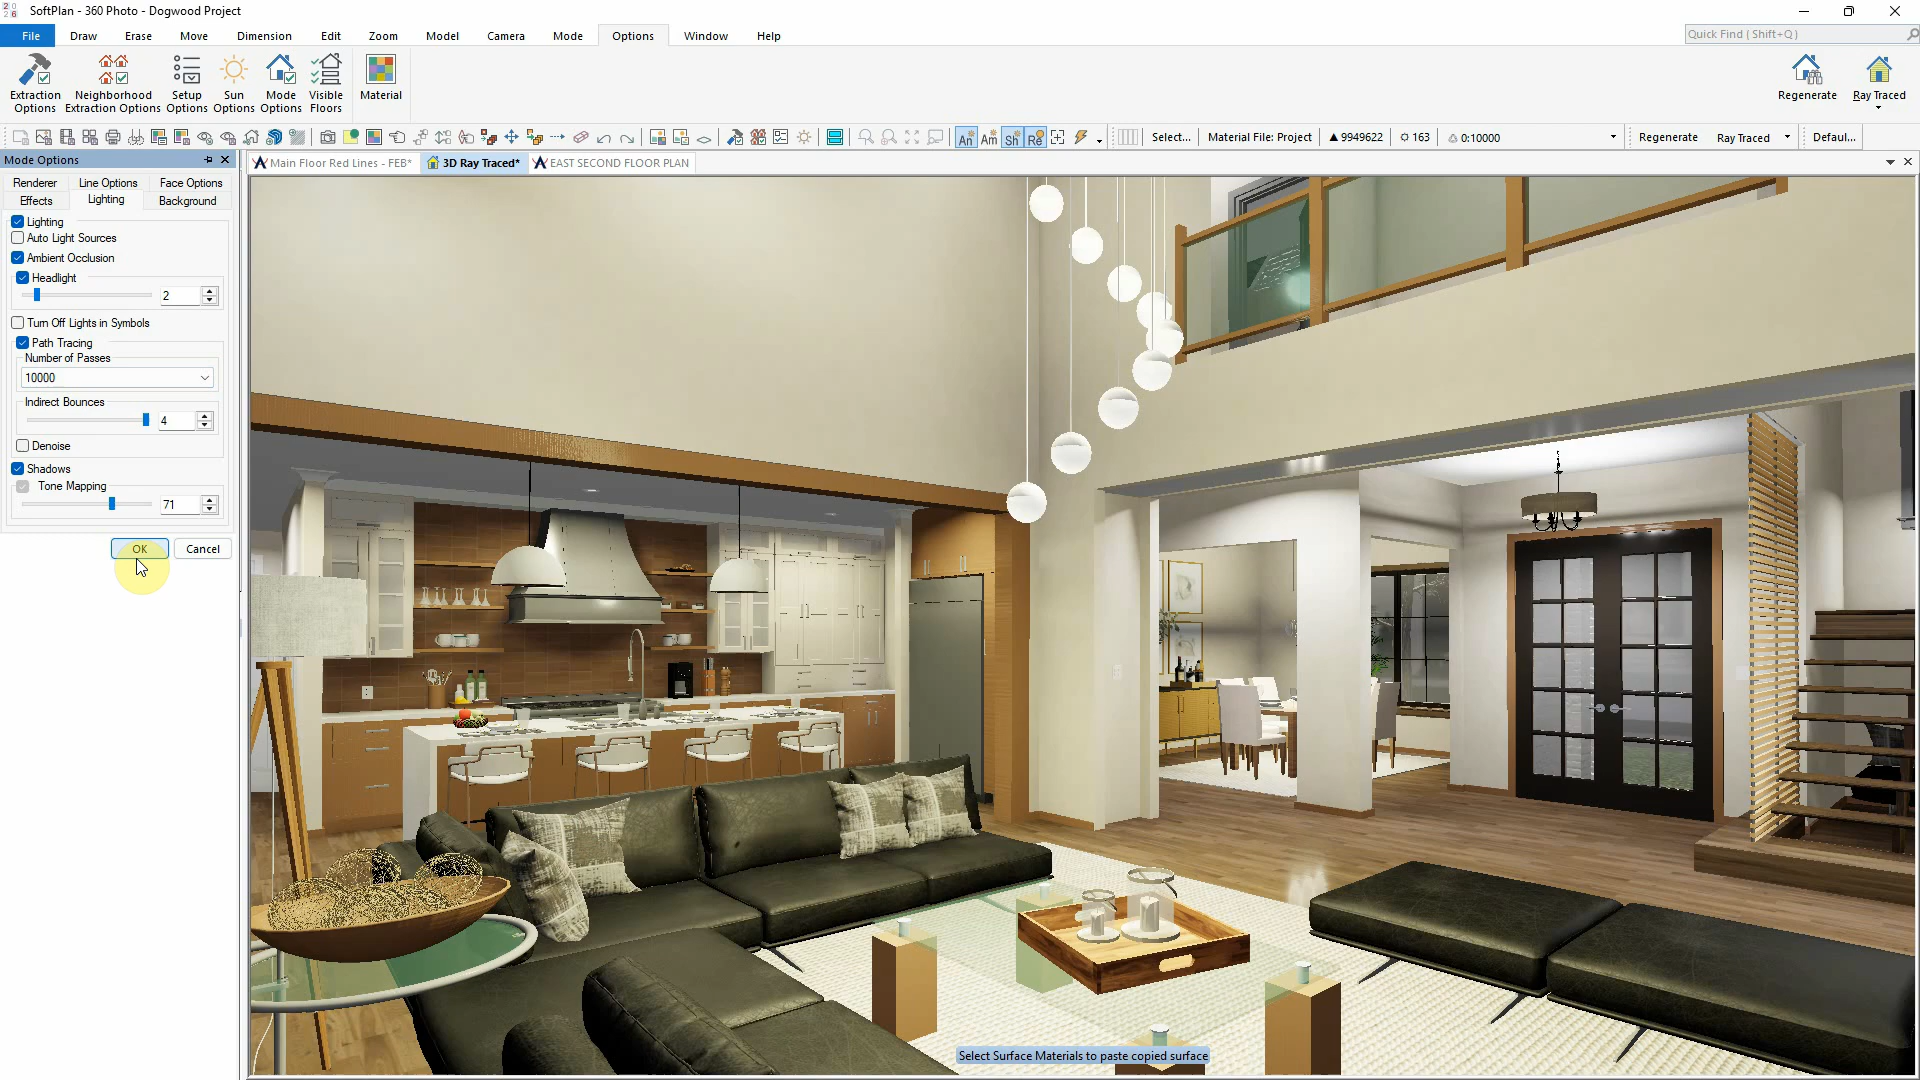 SoftPlan - 360 Photo - Dogwood Project
File Draw Erase Move Dimension Edit Zoom Model Camera Mode Options Window Help
Quick Find ( Shift+Q )
Extraction Options
Neighborhood Extraction Options
Setup Options
Sun Options
Mode Options
Visible Floors
Material
Regenerate
Ray Traced
An Am Sh Re
Select... Material File: Project 9949622 163 0:10000 Regenerate Ray Traced Defaul...
Mode Options
Main Floor Red Lines - FEB* 3D Ray Traced* EAST SECOND FLOOR PLAN
Renderer Line Options Face Options
Effects Lighting Background
Lighting
Auto Light Sources
Ambient Occlusion
Headlight
2
Turn Off Lights in Symbols
Path Tracing
Number of Passes
10000
Indirect Bounces
4
Denoise
Shadows
Tone Mapping
71
OK Cancel
Select Surface Materials to paste copied surface